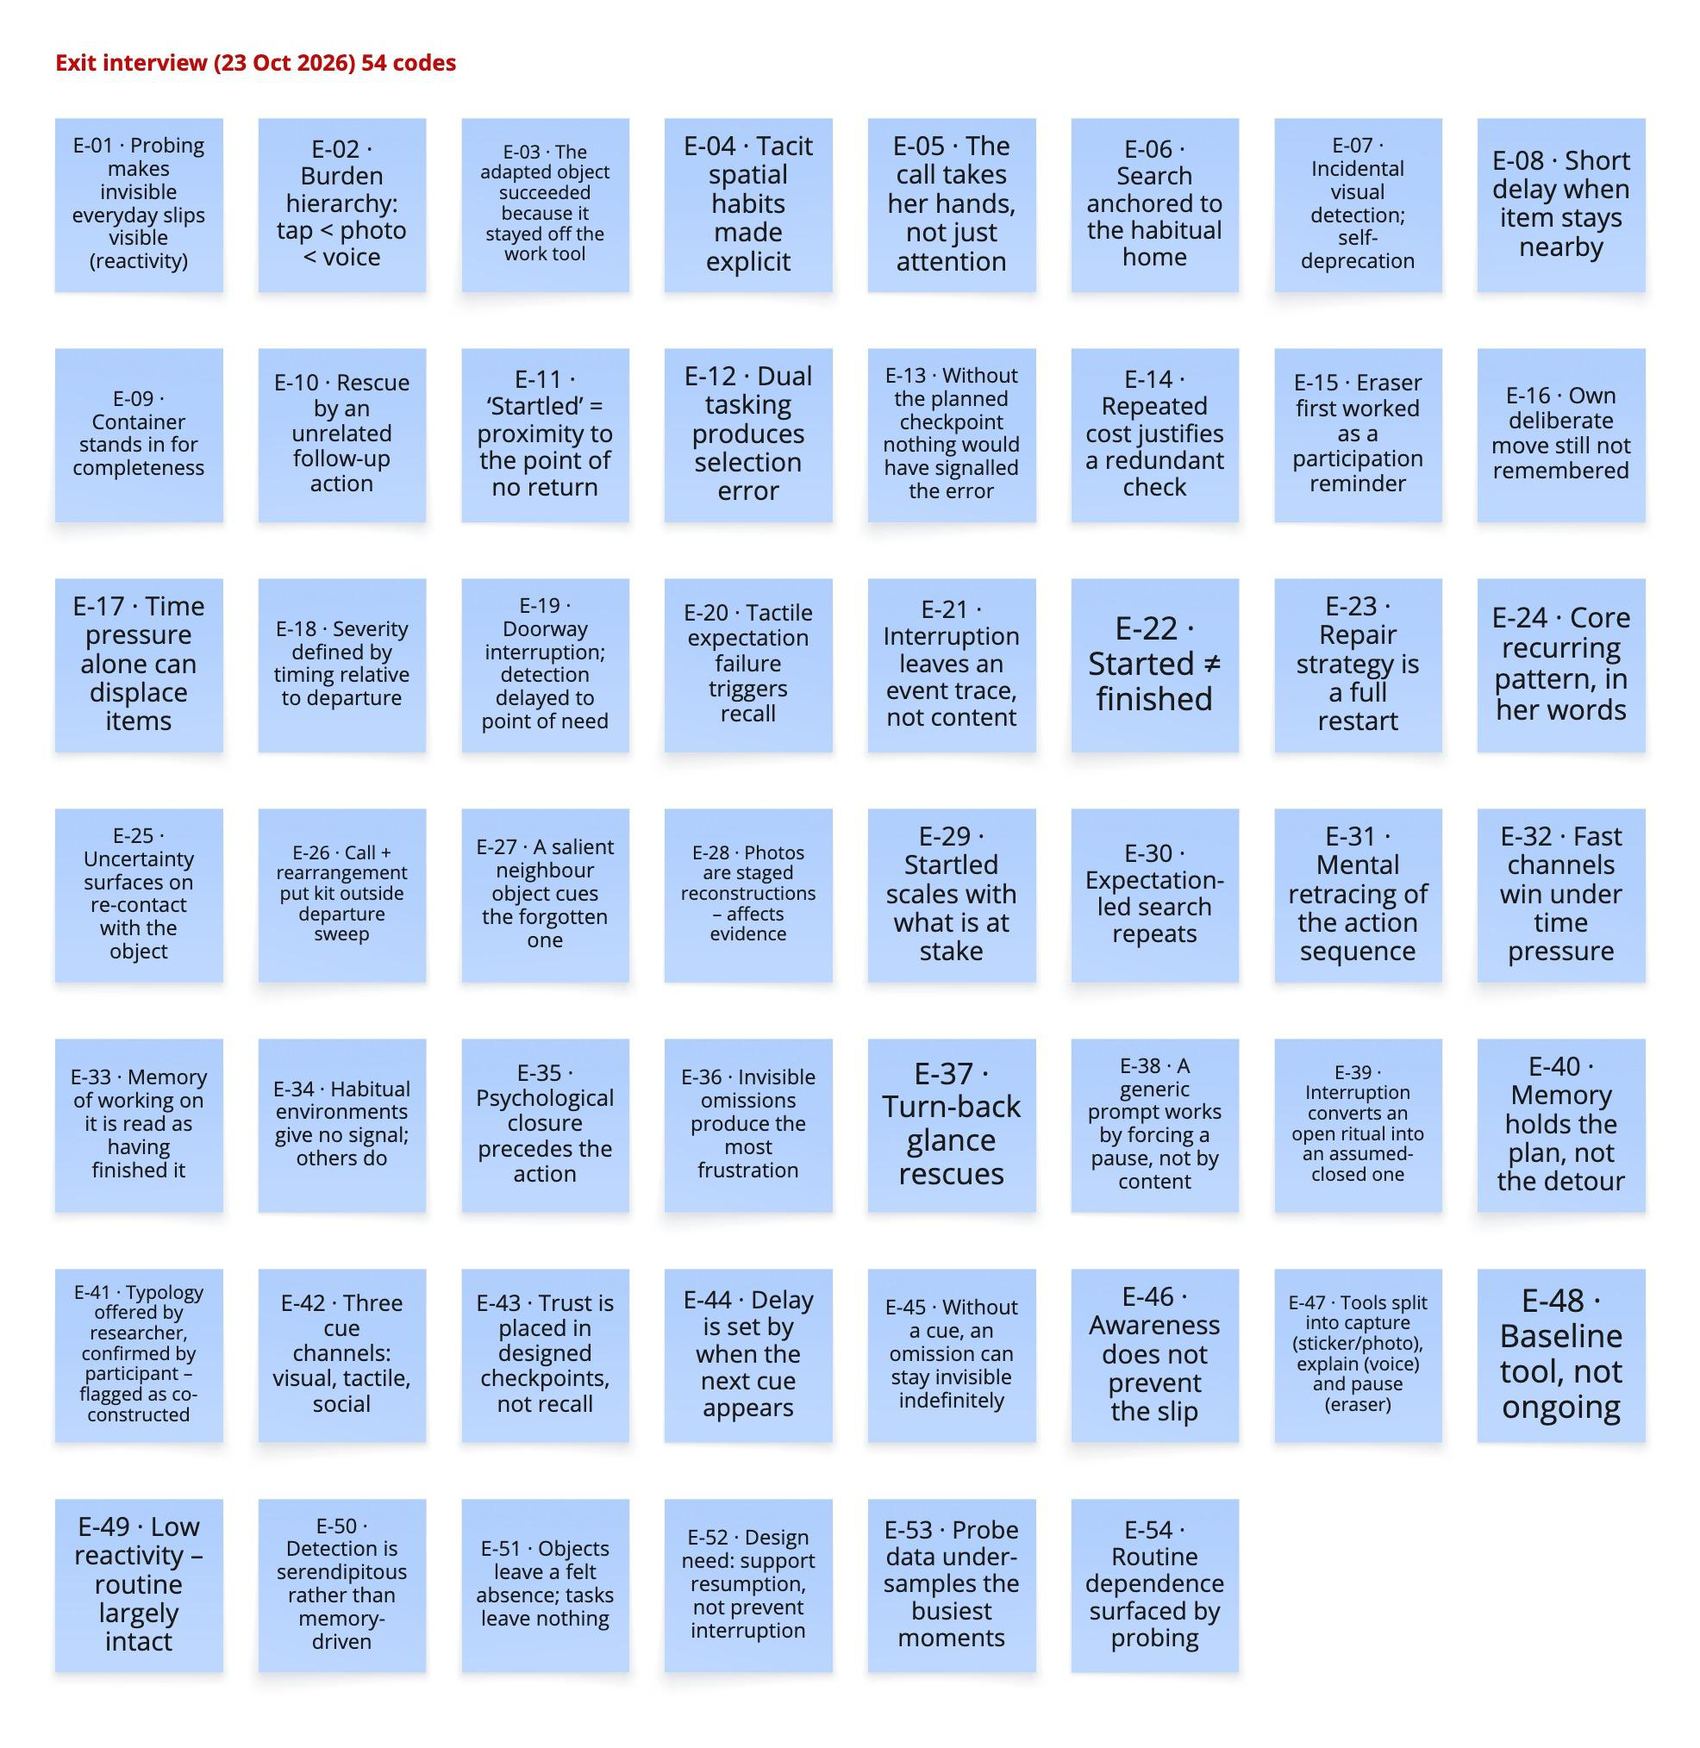 Exit interview (23 Oct 2026) 54 codes
E-01 · Probing
makes
invisible
everyday slips
visible
(reactivity)
E-02 ·
Burden
hierarchy:
tap < photo
< voice
E-03 · The
adapted object
succeeded
because it
stayed off the
work tool
E-04 · Tacit
spatial
habits
made
explicit
E-05 · The
call takes
her hands,
not just
attention
E-06 ·
Search
anchored to
the habitual
home
E-07 ·
Incidental
visual
detection;
self-
deprecation
E-08 · Short
delay when
item stays
nearby
E-09 ·
Container
stands in for
completeness
E-10 · Rescue
by an
unrelated
follow-up
action
E-11 ·
‘Startled’ =
proximity to
the point of
no return
E-12 · Dual
tasking
produces
selection
error
E-13 · Without
the planned
checkpoint
nothing would
have signalled
the error
E-14 ·
Repeated
cost justifies
a redundant
check
E-15 · Eraser
first worked
as a
participation
reminder
E-16 · Own
deliberate
move still not
remembered
E-17 · Time
pressure
alone can
displace
items
E-18 · Severity
defined by
timing relative
to departure
E-19 ·
Doorway
interruption;
detection
delayed to
point of need
E-20 · Tactile
expectation
failure
triggers
recall
E-21 ·
Interruption
leaves an
event trace,
not content
E-22 ·
Started ≠
finished
E-23 ·
Repair
strategy is
a full
restart
E-24 · Core
recurring
pattern, in
her words
E-25 ·
Uncertainty
surfaces on
re-contact
with the
object
E-26 · Call +
rearrangement
put kit outside
departure
sweep
E-27 · A salient
neighbour
object cues
the forgotten
one
E-28 · Photos
are staged
reconstructions
– affects
evidence
E-29 ·
Startled
scales with
what is at
stake
E-30 ·
Expectation-
led search
repeats
E-31 ·
Mental
retracing of
the action
sequence
E-32 · Fast
channels
win under
time
pressure
E-33 · Memory
of working on
it is read as
having
finished it
E-34 · Habitual
environments
give no signal;
others do
E-35 ·
Psychological
closure
precedes the
action
E-36 · Invisible
omissions
produce the
most
frustration
E-37 ·
Turn-back
glance
rescues
E-38 · A
generic
prompt works
by forcing a
pause, not by
content
E-39 ·
Interruption
converts an
open ritual into
an assumed-
closed one
E-40 ·
Memory
holds the
plan, not
the detour
E-41 · Typology
offered by
researcher,
confirmed by
participant –
flagged as co-
constructed
E-42 · Three
cue
channels:
visual, tactile,
social
E-43 · Trust is
placed in
designed
checkpoints,
not recall
E-44 · Delay
is set by
when the
next cue
appears
E-45 · Without
a cue, an
omission can
stay invisible
indefinitely
E-46 ·
Awareness
does not
prevent
the slip
E-47 · Tools split
into capture
(sticker/photo),
explain (voice)
and pause
(eraser)
E-48 ·
Baseline
tool, not
ongoing
E-49 · Low
reactivity –
routine
largely
intact
E-50 ·
Detection is
serendipitous
rather than
memory-
driven
E-51 · Objects
leave a felt
absence; tasks
leave nothing
E-52 · Design
need: support
resumption,
not prevent
interruption
E-53 · Probe
data under-
samples the
busiest
moments
E-54 ·
Routine
dependence
surfaced by
probing